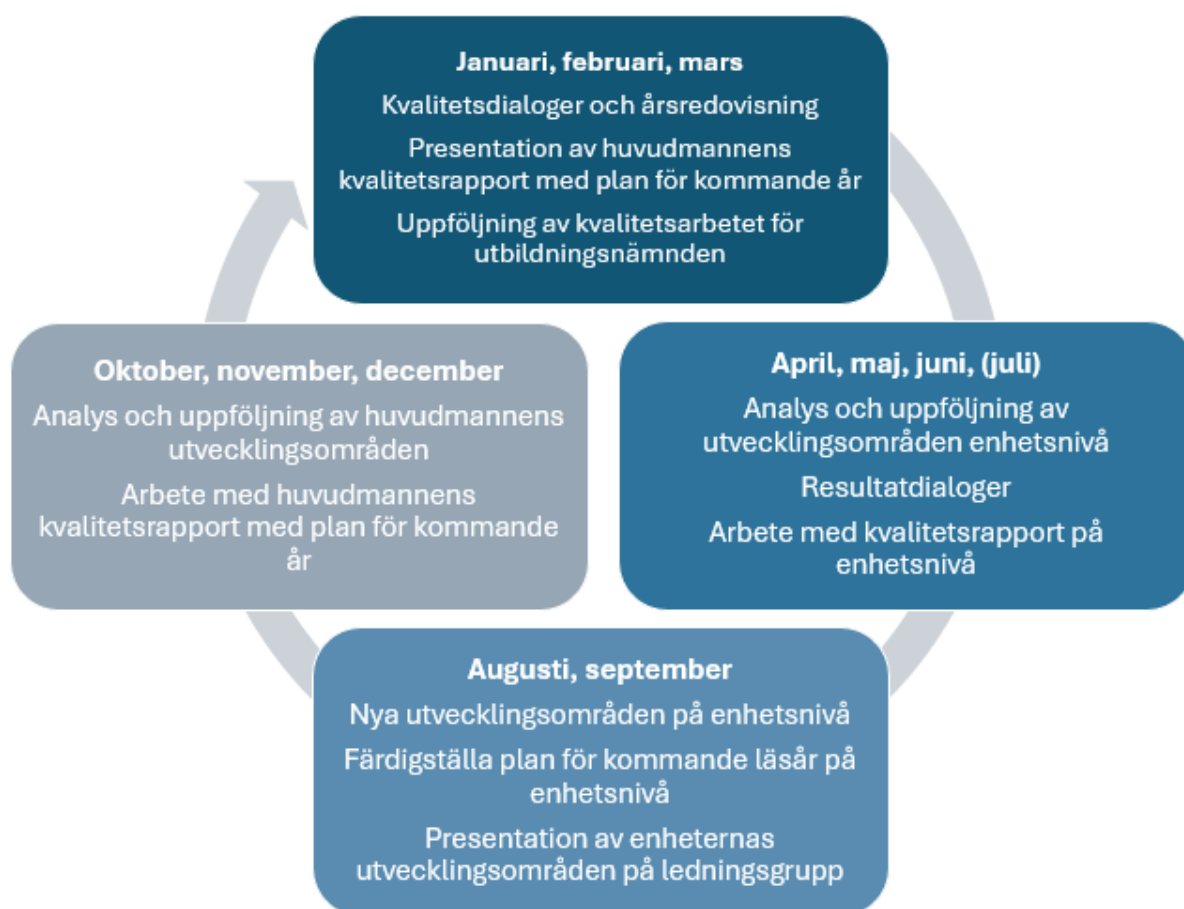 Januari, februari, mars
Kvalitetsdialoger och årsredovisning
Presentation av huvudmannens
kvalitetsrapport med plan för kommande år
Uppföljning av kvalitetsarbetet för
utbildningsnämnden
April, maj, juni, (juli)
Analys och uppföljning av
utvecklingsområden enhetsnivå
Resultatdialoger
Arbete med kvalitetsrapport på
enhetsnivå
Augusti, september
Nya utvecklingsområden på enhetsnivå
Färdigställa plan för kommande läsår på
enhetsnivå
Presentation av enheternas
utvecklingsområden på ledningsgrupp
Oktober, november, december
Analys och uppföljning av huvudmannens
utvecklingsområden
Arbete med huvudmannens
kvalitetsrapport med plan för kommande
år